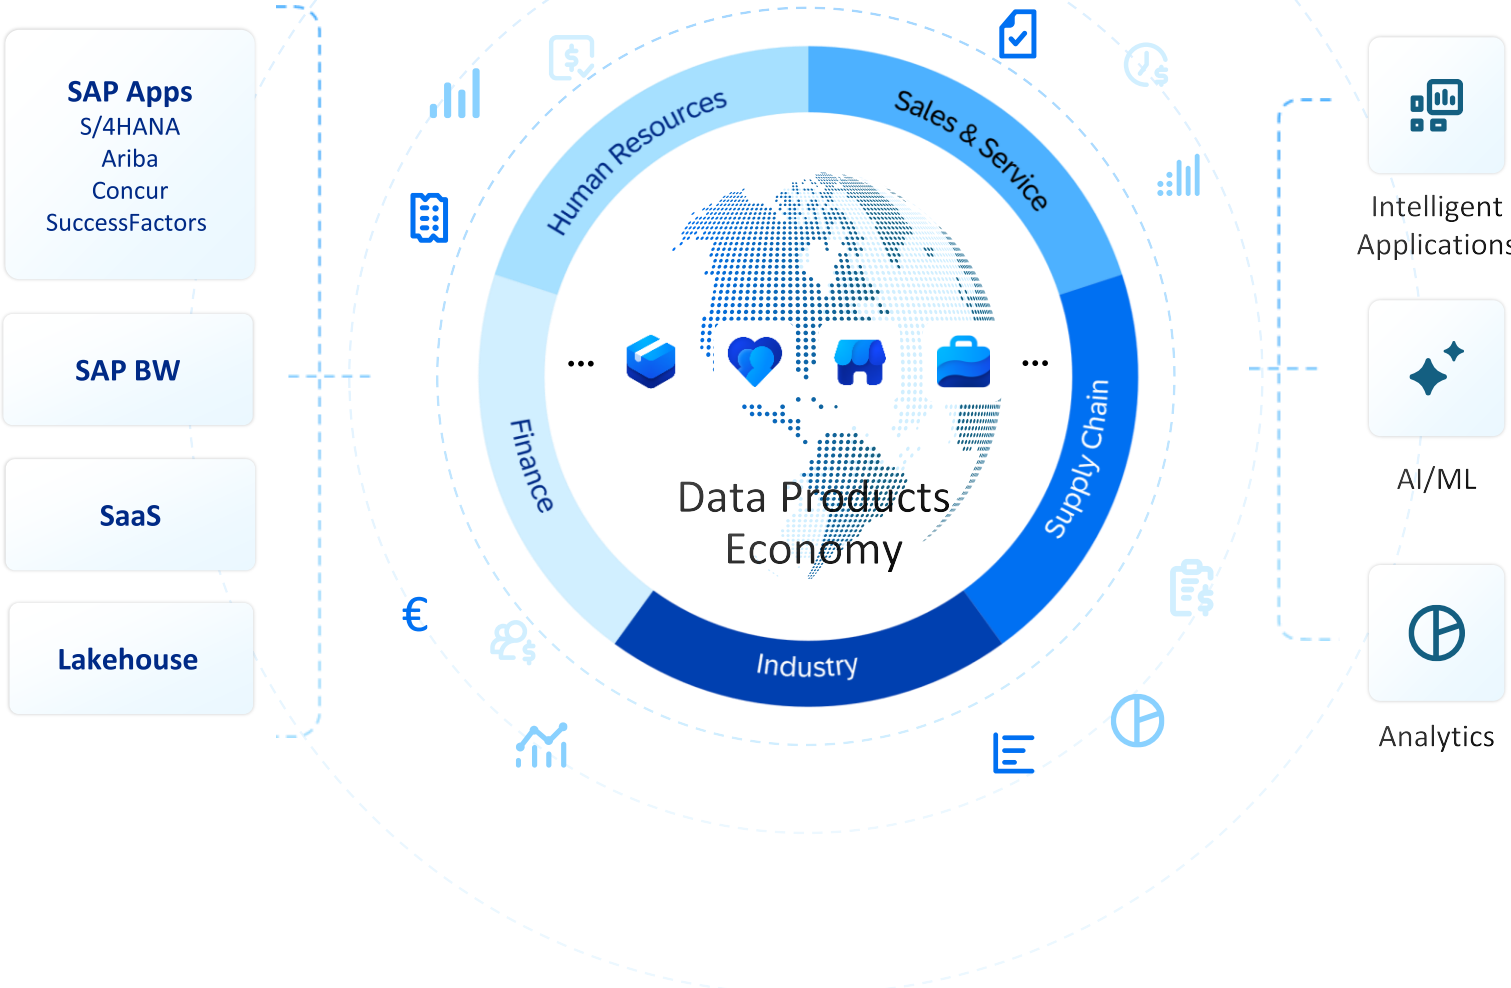 SAP Apps
S/4HANA
Ariba
Concur
SuccessFactors
SAP BW
SaaS
Lakehouse
Human Resources
Sales & Service
Finance
Supply Chain
Industry
...
...
Data Products
Economy
€
Intelligent
Applications
AI/ML
Analytics